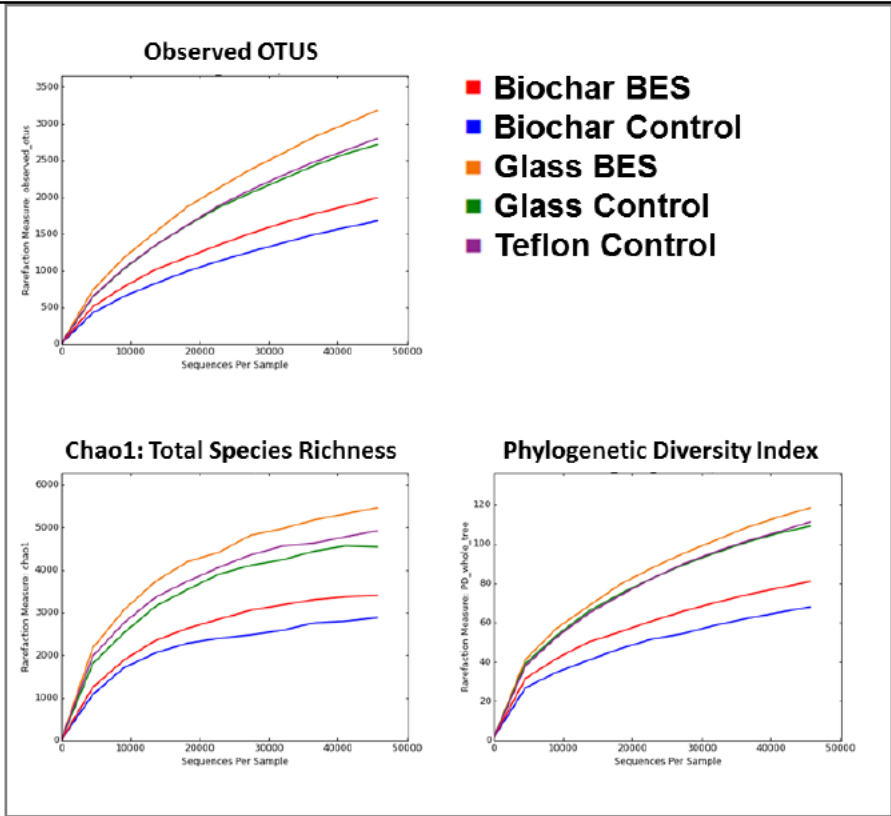 Observed OTUS
Rarefaction Measure: observed_otus
3500
3000
2500
2000
1500
1000
500
0
0 10000 20000 30000 40000 50000
Sequences Per Sample
Biochar BES
Biochar Control
Glass BES
Glass Control
Teflon Control
Chao1: Total Species Richness
Rarefaction Measure: chao1
6000
5000
4000
3000
2000
1000
0
0 10000 20000 30000 40000 50000
Sequences Per Sample
Phylogenetic Diversity Index
Rarefaction Measure: PD_whole_tree
120
100
80
60
40
20
0
0 10000 20000 30000 40000 50000
Sequences Per Sample